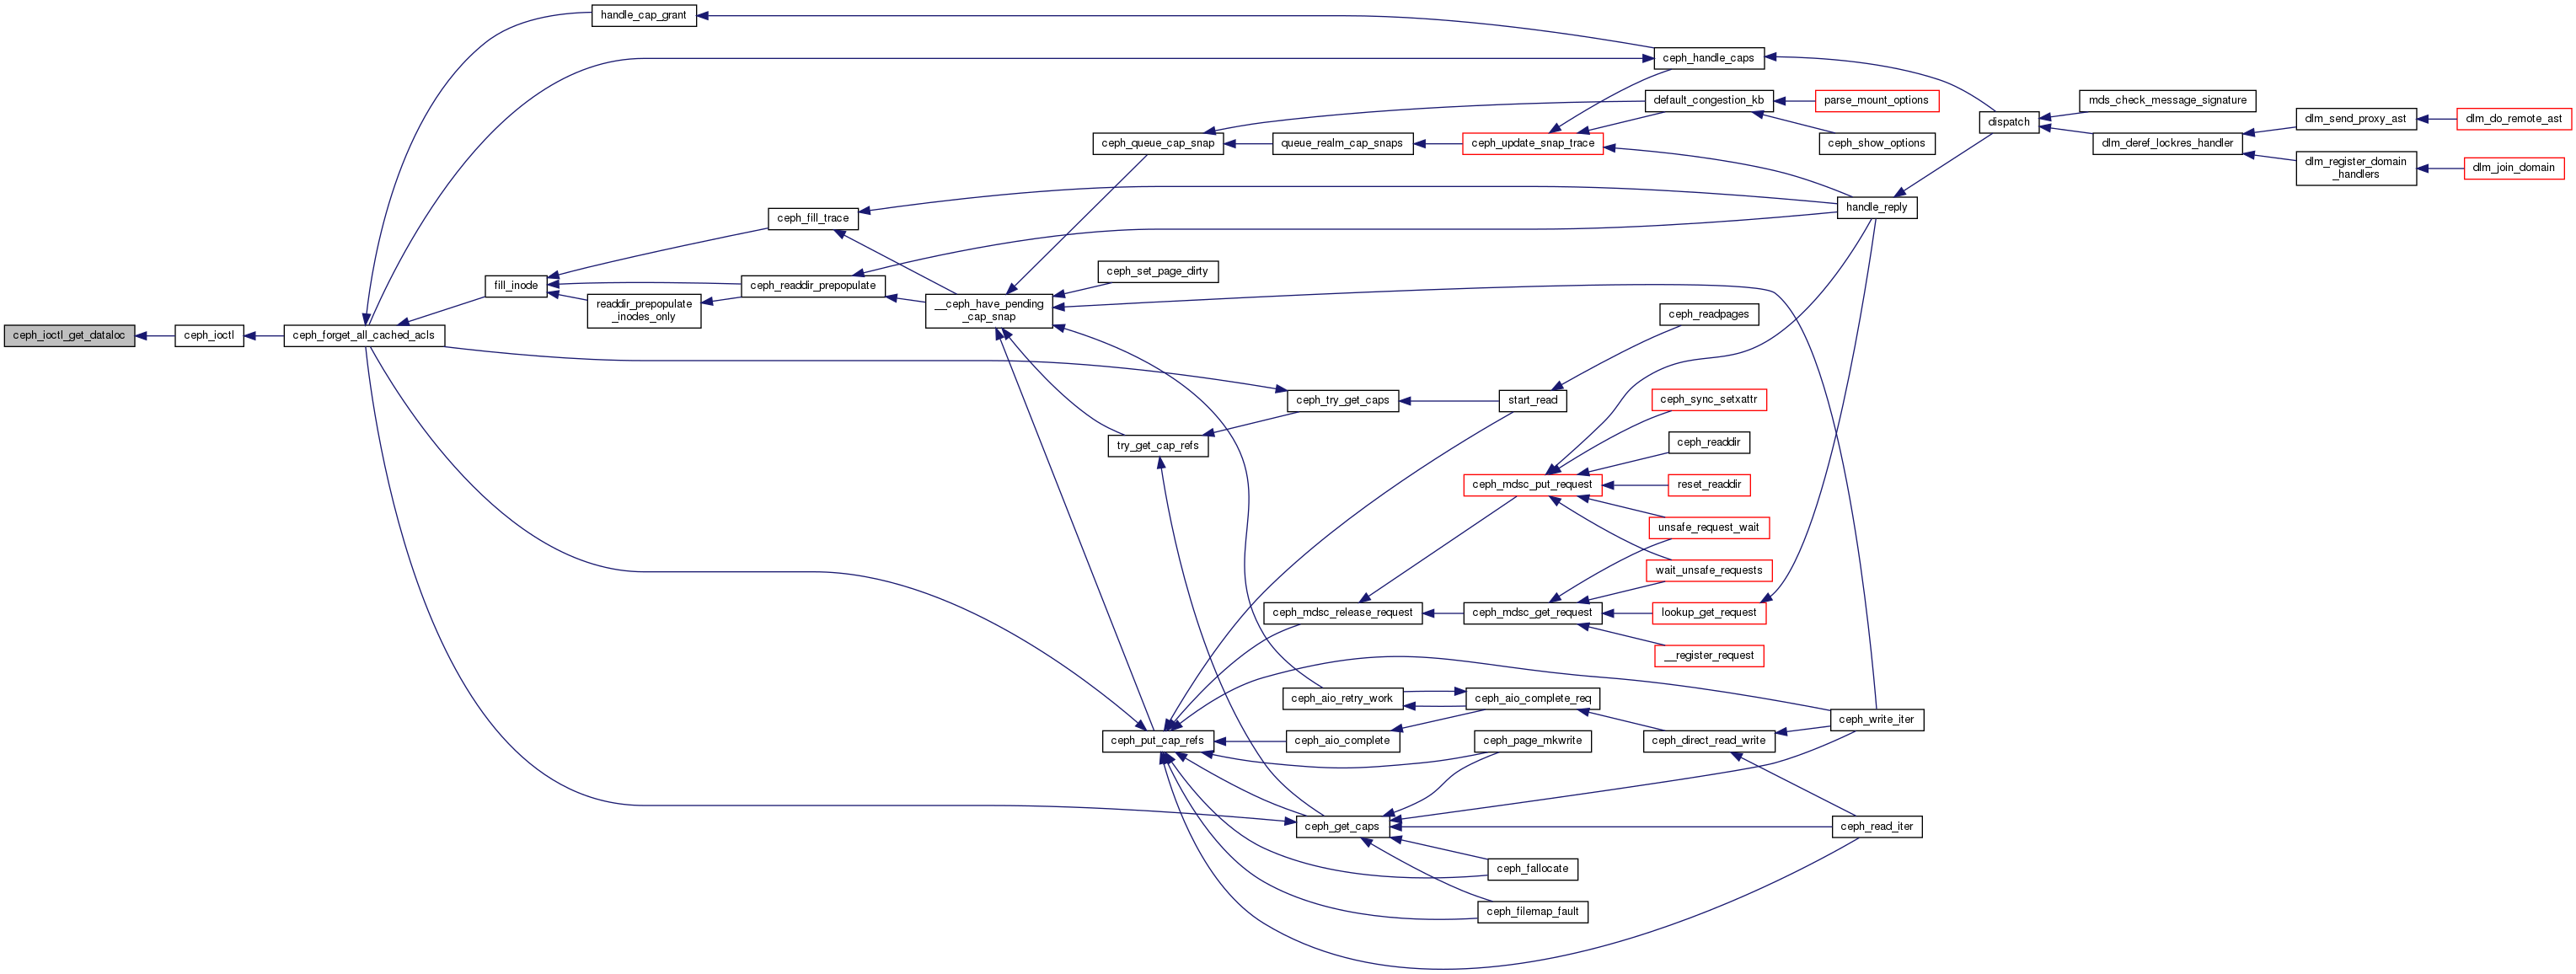 handle_cap_grant
ceph_handle_caps
default_congestion_kb
parse_mount_options
mds_check_message_signature
dispatch
dlm_send_proxy_ast
dlm_do_remote_ast
ceph_queue_cap_snap
queue_realm_cap_snaps
ceph_update_snap_trace
ceph_show_options
dlm_deref_lockres_handler
dlm_register_domain
_handlers
dlm_join_domain
ceph_fill_trace
handle_reply
ceph_set_page_dirty
fill_inode
ceph_readdir_prepopulate
readdir_prepopulate
_inodes_only
__ceph_have_pending
_cap_snap
ceph_readpages
ceph_ioctl_get_dataloc
ceph_ioctl
ceph_forget_all_cached_acls
ceph_try_get_caps
start_read
ceph_sync_setxattr
try_get_cap_refs
ceph_readdir
ceph_mdsc_put_request
reset_readdir
unsafe_request_wait
wait_unsafe_requests
ceph_mdsc_release_request
ceph_mdsc_get_request
lookup_get_request
__register_request
ceph_aio_retry_work
ceph_aio_complete_req
ceph_write_iter
ceph_put_cap_refs
ceph_aio_complete
ceph_page_mkwrite
ceph_direct_read_write
ceph_get_caps
ceph_read_iter
ceph_fallocate
ceph_filemap_fault